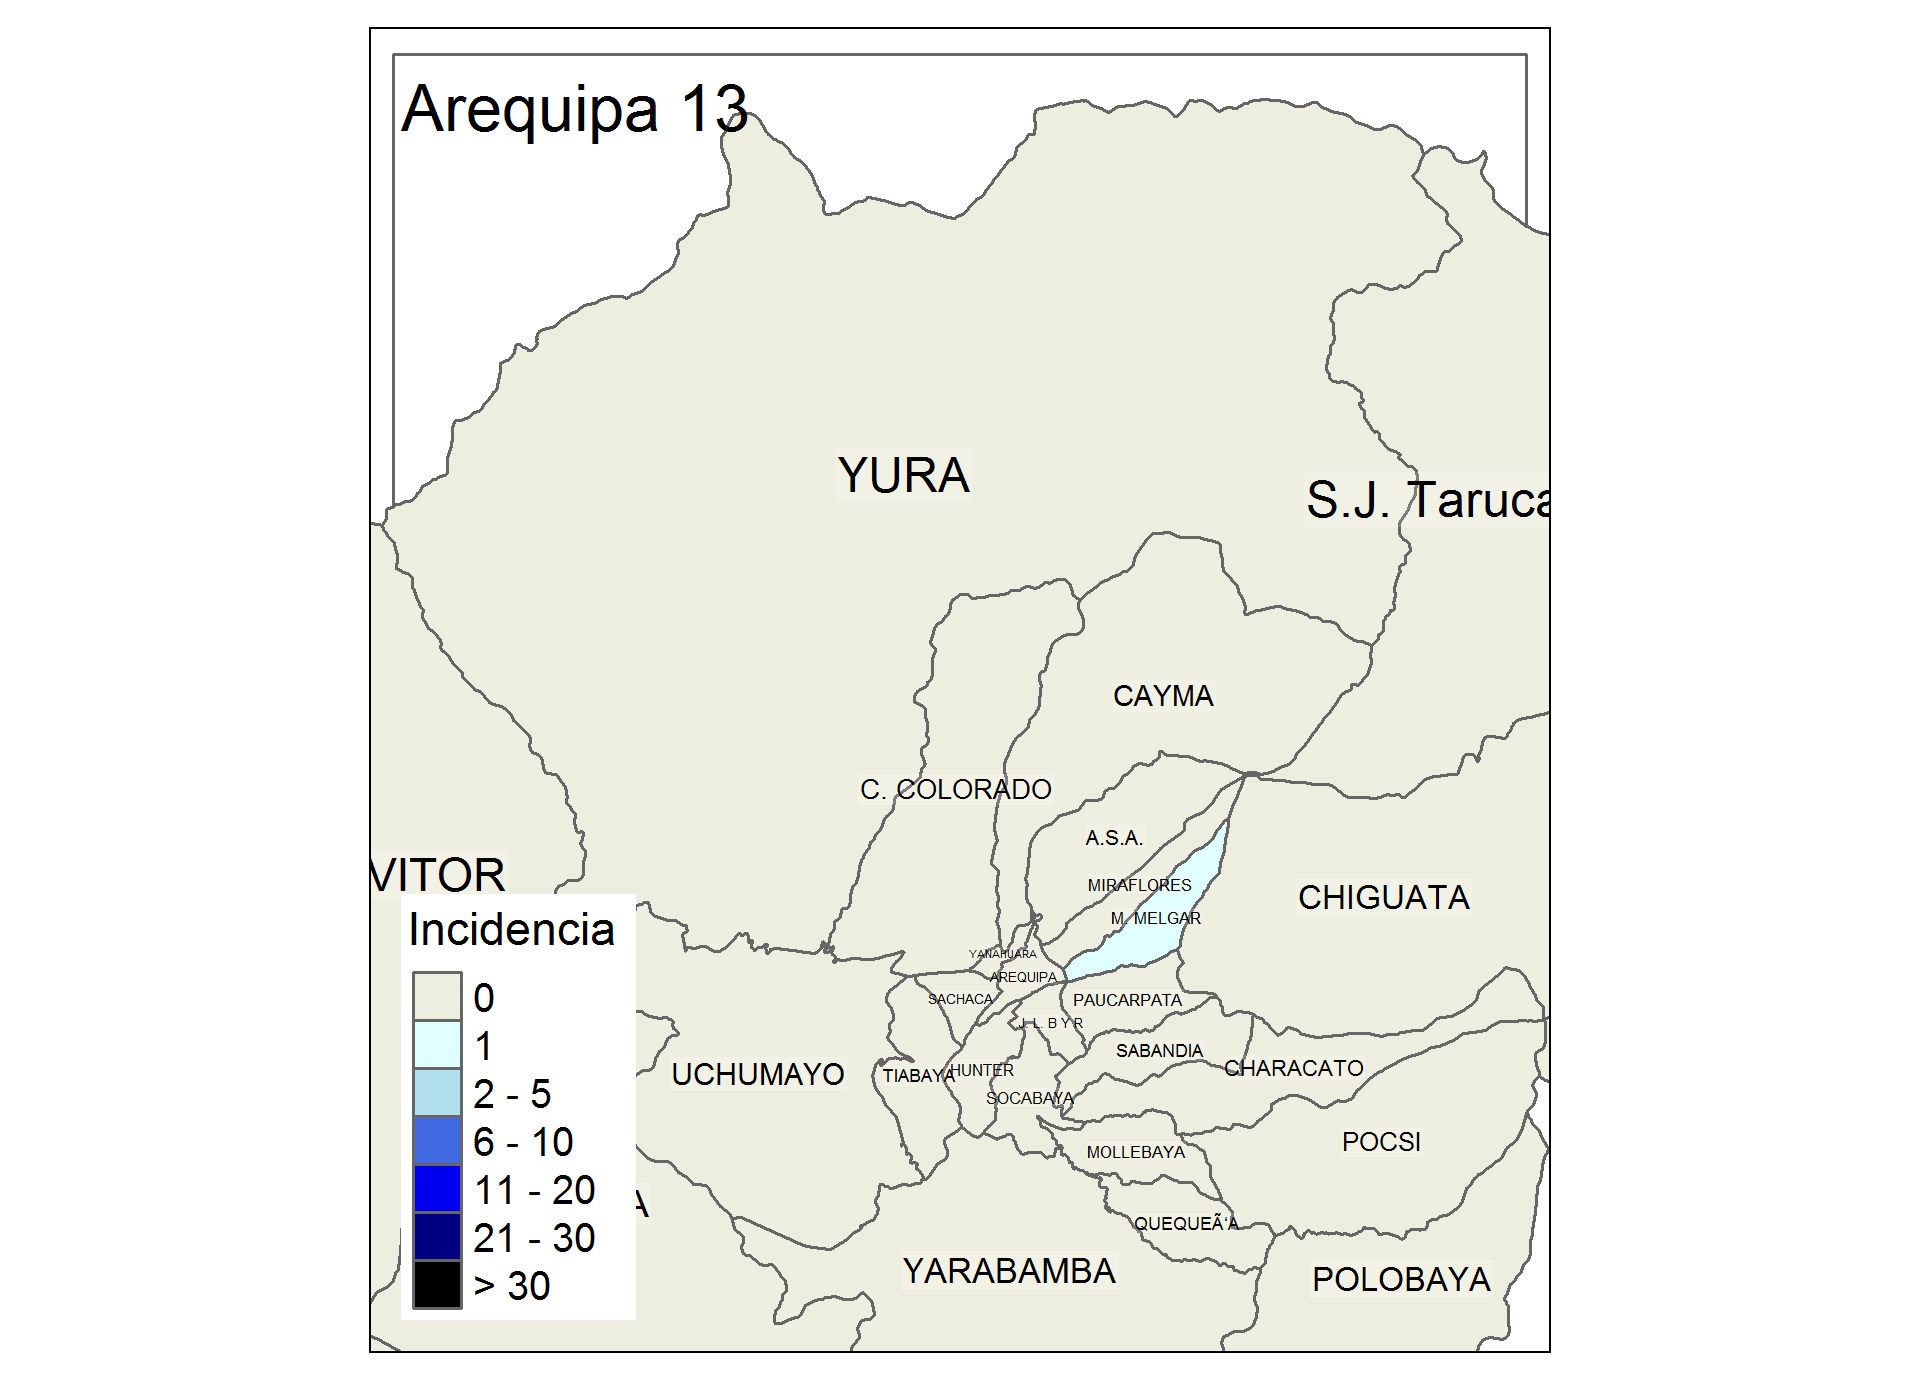 Arequipa 13
YURA
S.J. Taruca
CAYMA
C. COLORADO
A.S.A.
VITOR
MIRAFLORES
CHIGUATA
M. MELGAR
Incidencia
YANAHUARA
AREQUIPA
0
SACHACA
PAUCARPATA
J. L. B Y R
1
SABANDIA
UCHUMAYO
TIABAYA
HUNTER
CHARACATO
2 - 5
SOCABAYA
6 - 10
MOLLEBAYA
POCSI
11 - 20
A
QUEQUEÃ‘A
21 - 30
YARABAMBA
POLOBAYA
> 30